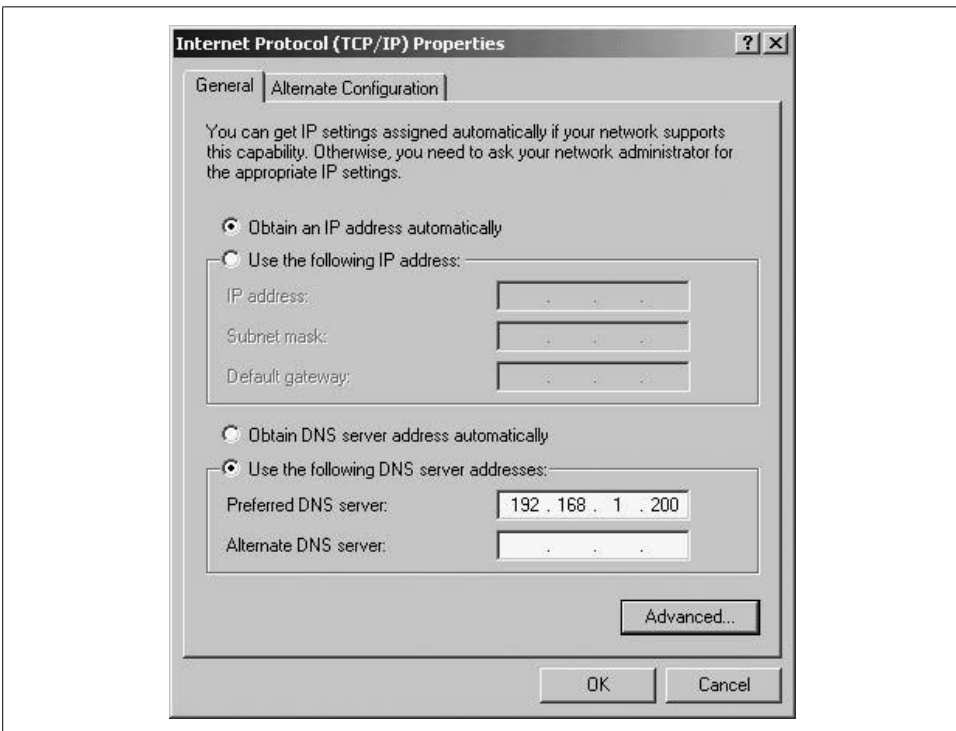 Internet Protocol (TCP/IP) Properties
General
Alternate Configuration
You can get IP settings assigned automatically if your network supports
this capability. Otherwise, you need to ask your network administrator for
the appropriate IP settings.
Obtain an IP address automatically
Use the following IP address:
IP address:
Subnet mask:
Default gateway:
Obtain DNS server address automatically
Use the following DNS server addresses:
Preferred DNS server: 192 . 168 . 1 . 200
Alternate DNS server:
Advanced...
OK
Cancel